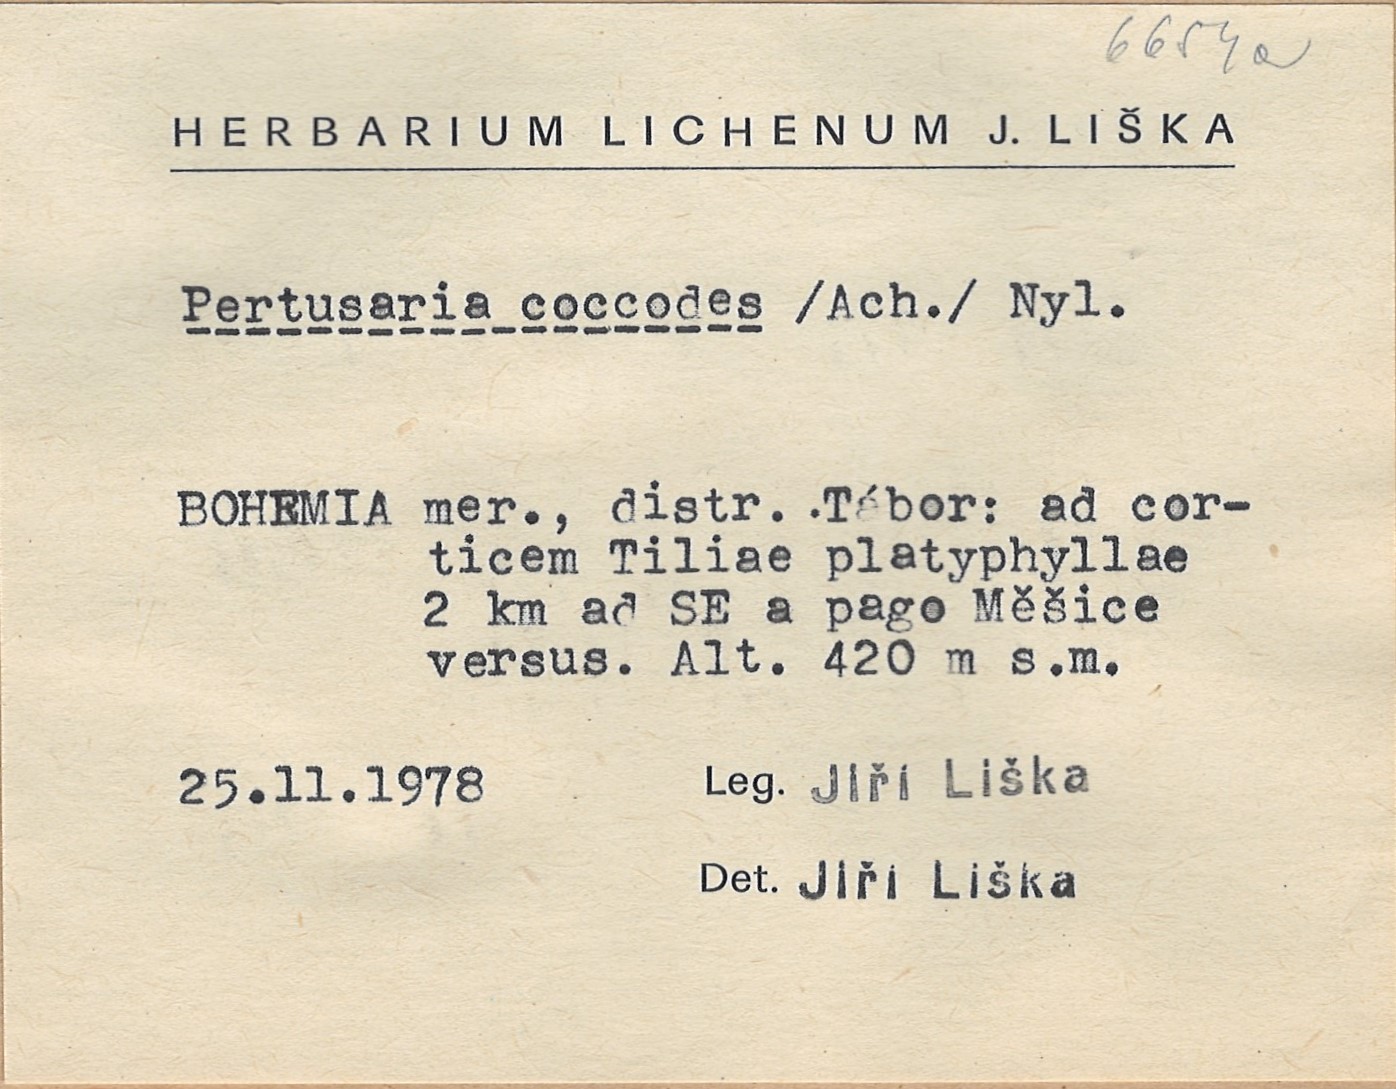 6654a
HERBARIUM LICHENUM J. LIŠKA
Pertusaria coccodes /Ach./ Nyl.
BOHEMIA mer., distr. Tábor: ad cor-
ticem Tiliae platyphyllae
2 km ad SE a pago Měšice
versus. Alt. 420 m s.m.
25.11.1978 Leg. Jiří Liška
Det. Jiří Liška